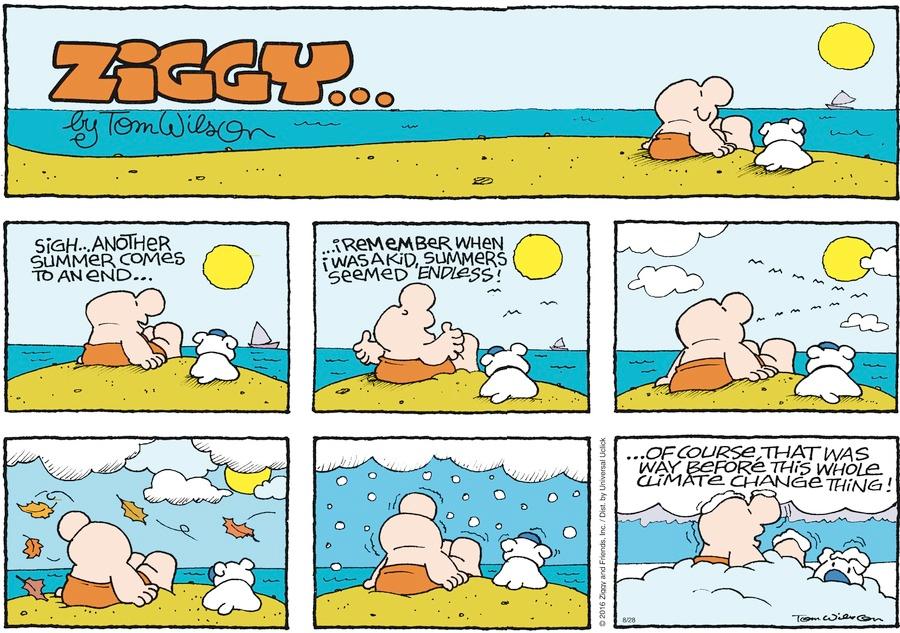 ZiGGY...
by Tom Wilson
SiGH... ANOTHER
SUMMER COMES
TO AN END...
...i REMEMBER WHEN
i WAS A KiD, SUMMERS
SEEMED ENDLESS!
...OF COURSE, THAT WAS
WAY BEFORE THiS WHOLE
CLiMATE CHANGE THiNG!
© 2016 Ziggy and Friends, Inc. / Dist. by Universal Uclick
8/28
Tom Wilson